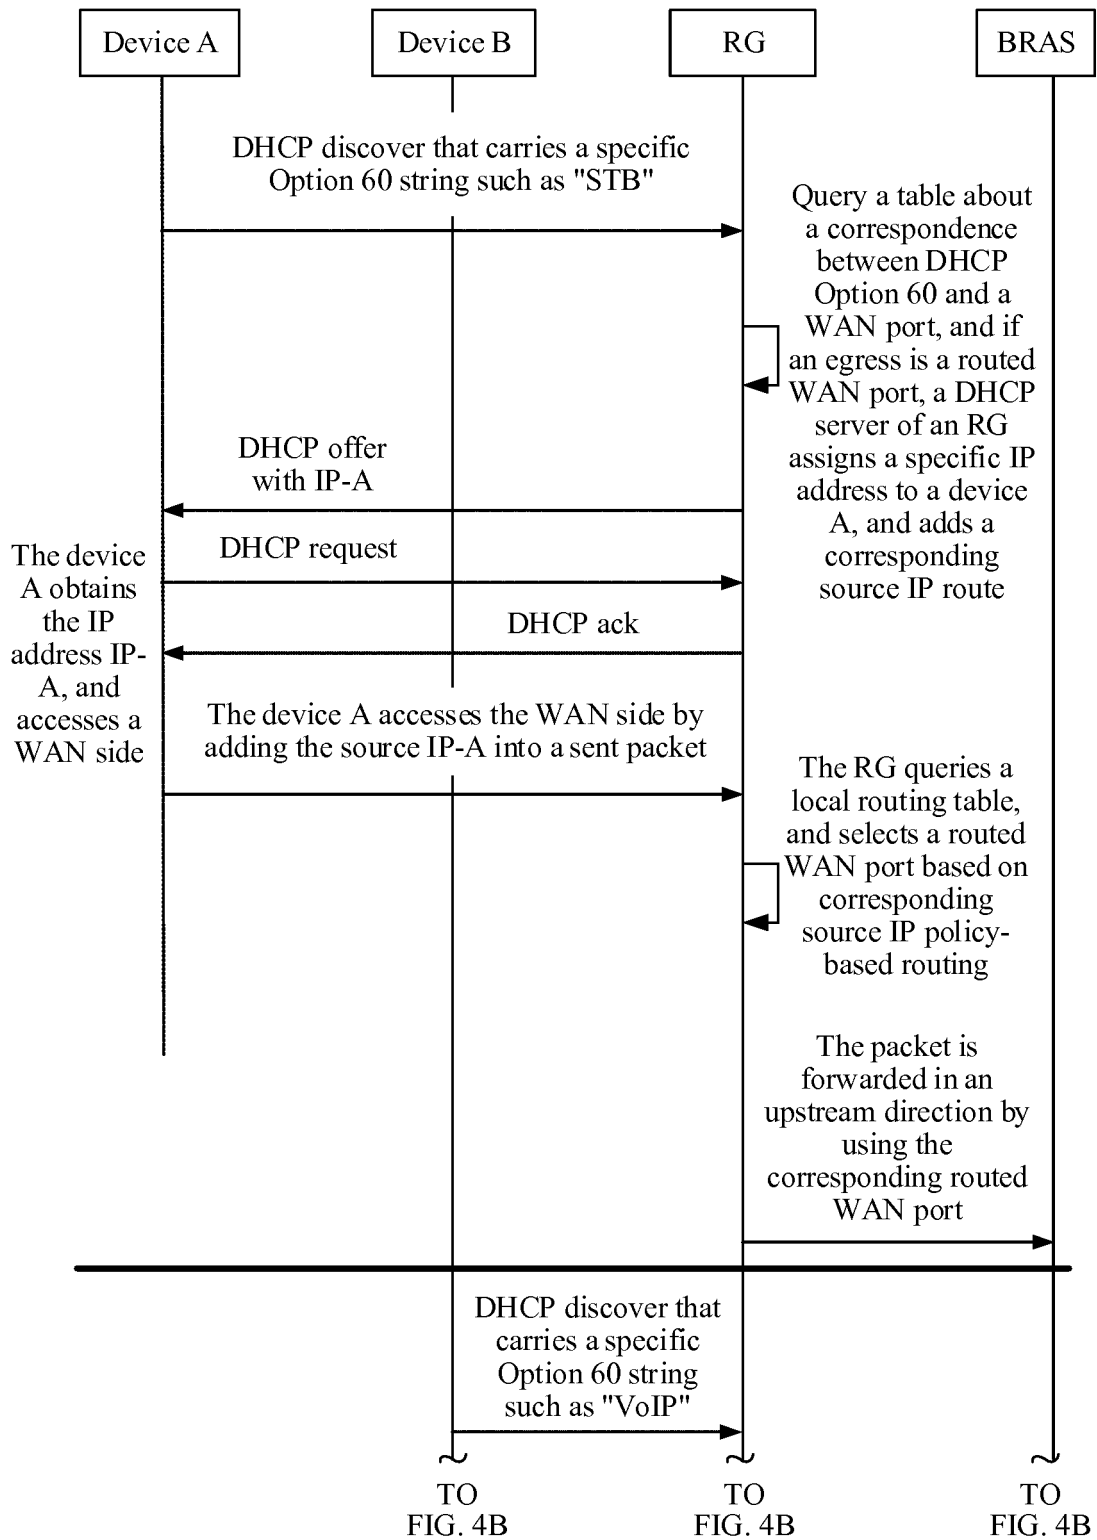 Device A
Device B
RG
BRAS
DHCP discover that carries a specific
Option 60 string such as "STB"
Query a table about
a correspondence
between DHCP
Option 60 and a
WAN port, and if
an egress is a routed
WAN port, a DHCP
server of an RG
assigns a specific IP
address to a device
A, and adds a
corresponding
source IP route
DHCP offer
with IP-A
DHCP request
DHCP ack
The device
A obtains
the IP
address IP-
A, and
accesses a
WAN side
The device A accesses the WAN side by
adding the source IP-A into a sent packet
The RG queries a
local routing table,
and selects a routed
WAN port based on
corresponding
source IP policy-
based routing
The packet is
forwarded in an
upstream direction by
using the
corresponding routed
WAN port
DHCP discover that
carries a specific
Option 60 string
such as "VoIP"
TO
FIG. 4B
TO
FIG. 4B
TO
FIG. 4B